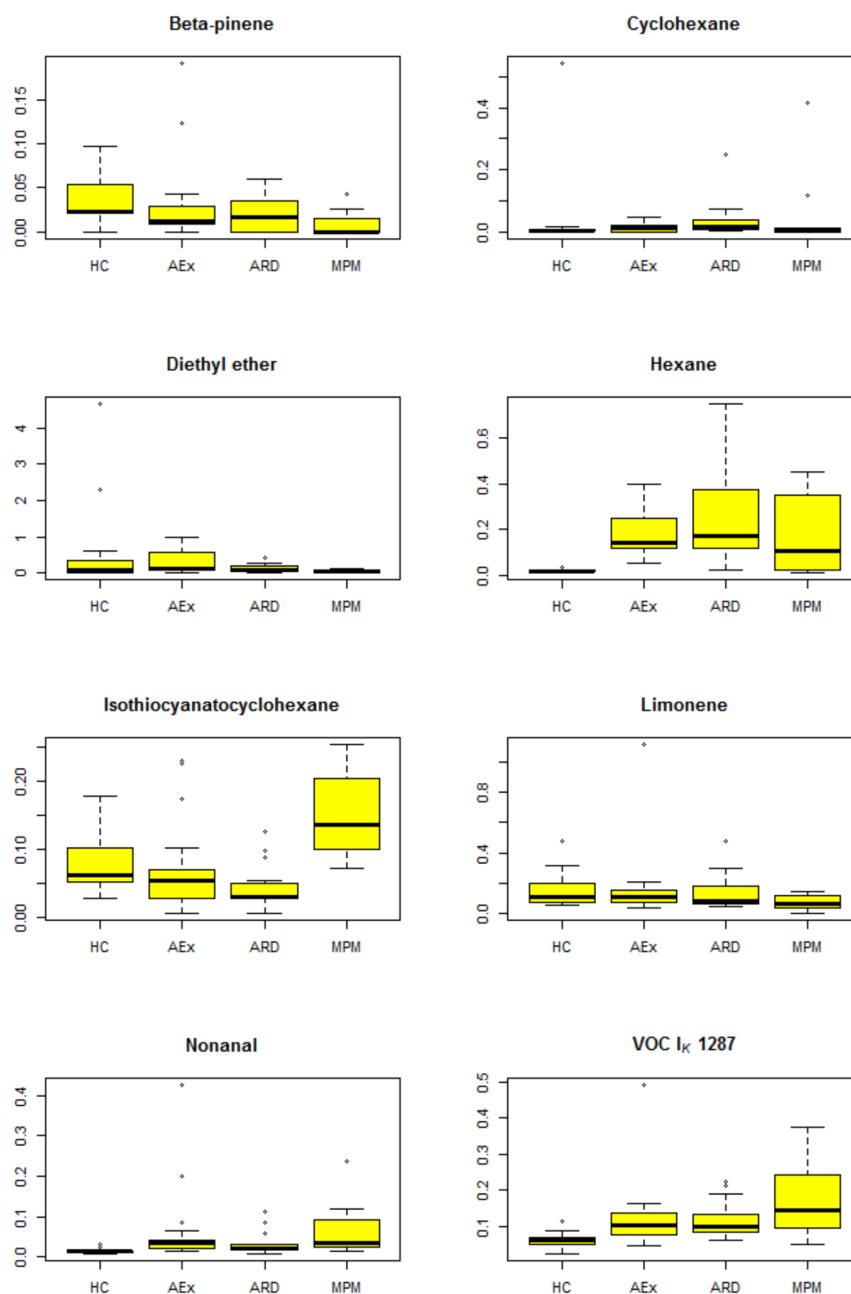 Beta-pinene
0.00 0.05 0.10 0.15
HC AEx ARD MPM
Cyclohexane
0.0 0.2 0.4
HC AEx ARD MPM
Diethyl ether
0 1 2 3 4
HC AEx ARD MPM
Hexane
0.0 0.2 0.4 0.6
HC AEx ARD MPM
Isothiocyanatocyclohexane
0.00 0.10 0.20
HC AEx ARD MPM
Limonene
0.0 0.4 0.8
HC AEx ARD MPM
Nonanal
0.0 0.1 0.2 0.3 0.4
HC AEx ARD MPM
VOC I_K 1287
0.1 0.2 0.3 0.4 0.5
HC AEx ARD MPM